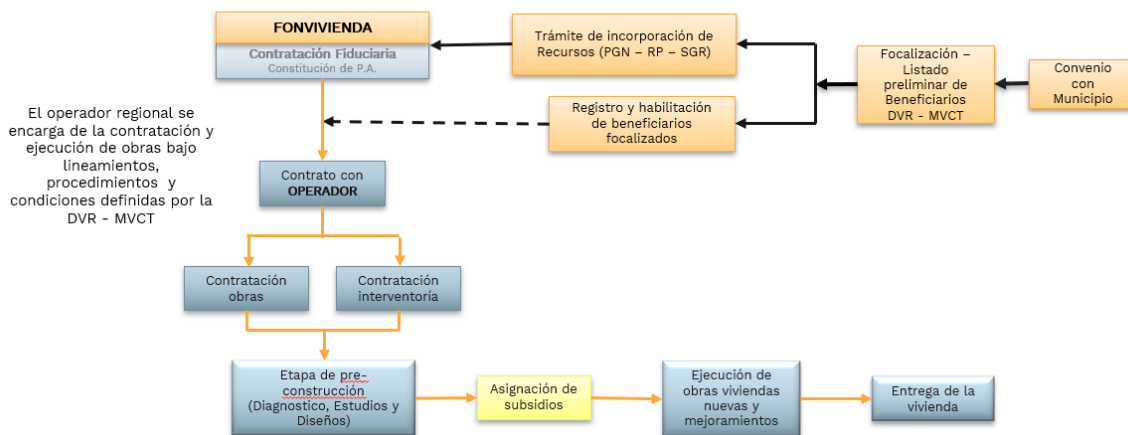 FONVIVIENDA
Contratación Fiduciaria
Constitución de P.A.
Trámite de incorporación de
Recursos (PGN – RP – SGR)
Focalización –
Listado
preliminar de
Beneficiarios
DVR - MVCT
Convenio
con
Municipio
Registro y habilitación
de beneficiarios
focalizados
El operador regional se
encarga de la contratación y
ejecución de obras bajo
lineamientos,
procedimientos y
condiciones definidas por la
DVR - MVCT
Contrato con
OPERADOR
Contratación
obras
Contratación
interventoría
Etapa de pre-
construcción
(Diagnostico, Estudios y
Diseños)
Asignación de
subsidios
Ejecución de
obras viviendas
nuevas y
mejoramientos
Entrega de la
vivienda